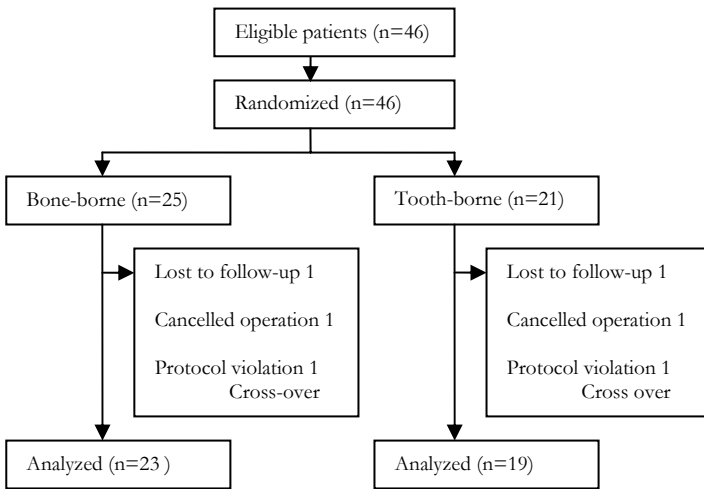 Eligible patients (n=46)
Randomized (n=46)
Bone-borne (n=25)
Tooth-borne (n=21)
Lost to follow-up 1
Cancelled operation 1
Protocol violation 1
Cross-over
Lost to follow-up 1
Cancelled operation 1
Protocol violation 1
Cross over
Analyzed (n=23 )
Analyzed (n=19)